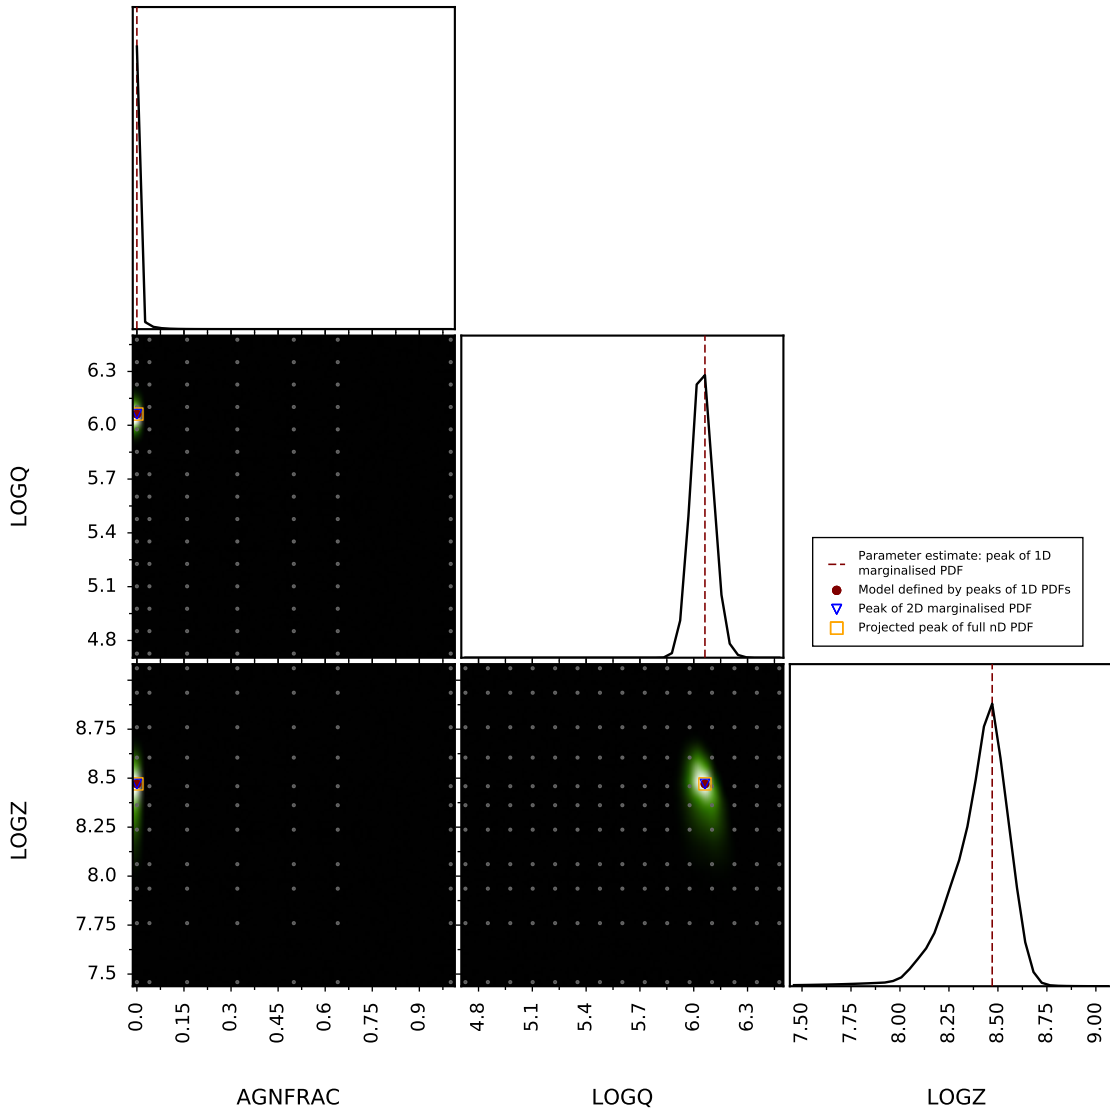 6.3
6.0
5.7
5.4
5.1
4.8
LOGQ
Parameter estimate: peak of 1D
marginalised PDF
Model defined by peaks of 1D PDFs
Peak of 2D marginalised PDF
Projected peak of full nD PDF
8.75
8.5
8.25
8.0
7.75
7.5
LOGZ
0.0 0.15 0.3 0.45 0.6 0.75 0.9
4.8 5.1 5.4 5.7 6.0 6.3
7.50 7.75 8.00 8.25 8.50 8.75 9.00
AGNFRAC LOGQ LOGZ